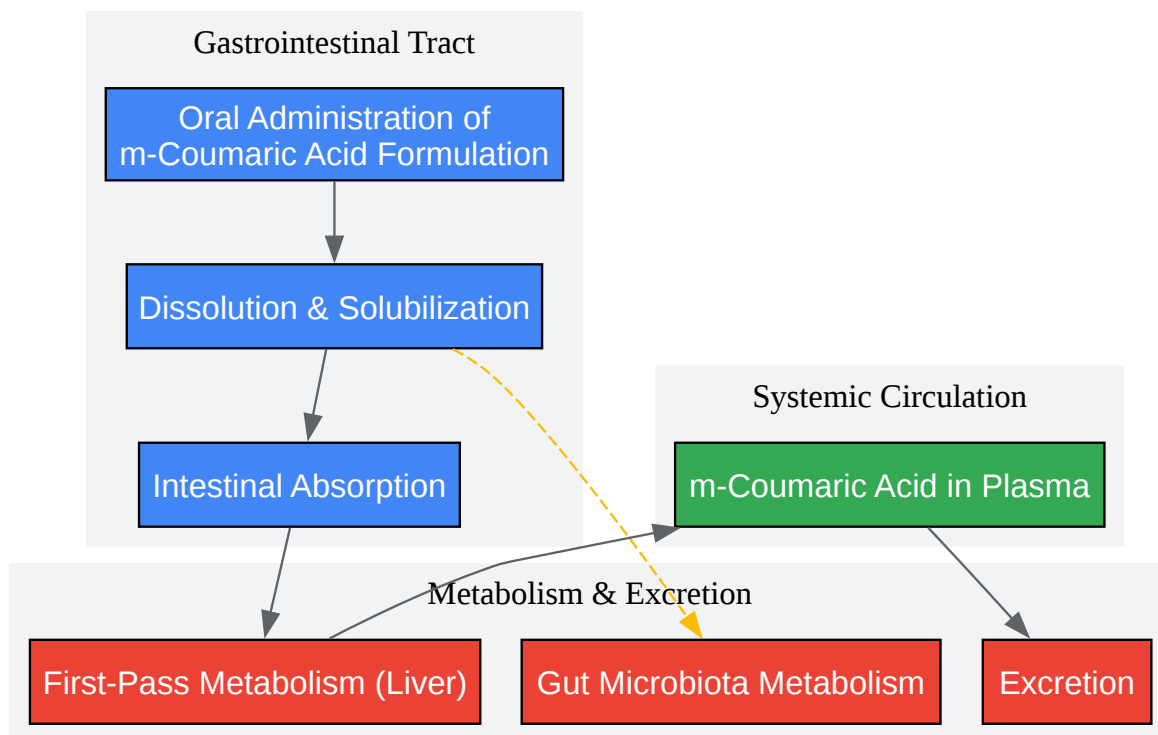 Gastrointestinal Tract
Oral Administration of
m-Coumaric Acid Formulation
Dissolution & Solubilization
Intestinal Absorption
Systemic Circulation
m-Coumaric Acid in Plasma
Metabolism & Excretion
First-Pass Metabolism (Liver)
Gut Microbiota Metabolism
Excretion